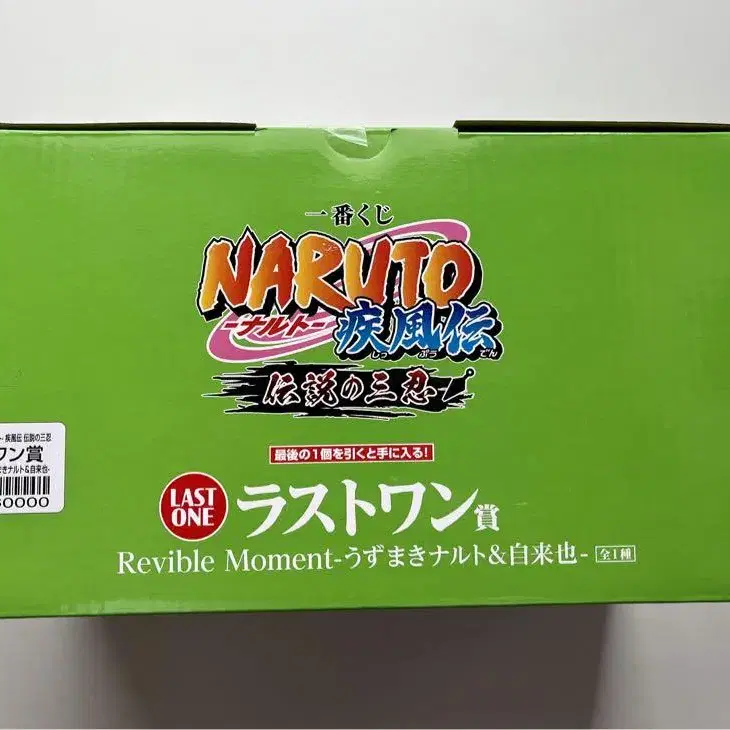 一番くじ
NARUTO
-ナルト-
疾風伝
しっ ぷう でん
伝説の三忍
最後の1個を引くと手に入る!
LAST
ONE
ラストワン賞
Revible Moment-うずまきナルト&自来也- 全1種
ト- 疾風伝 伝説の三忍
ワン賞
まきナルト&自来也-
0000